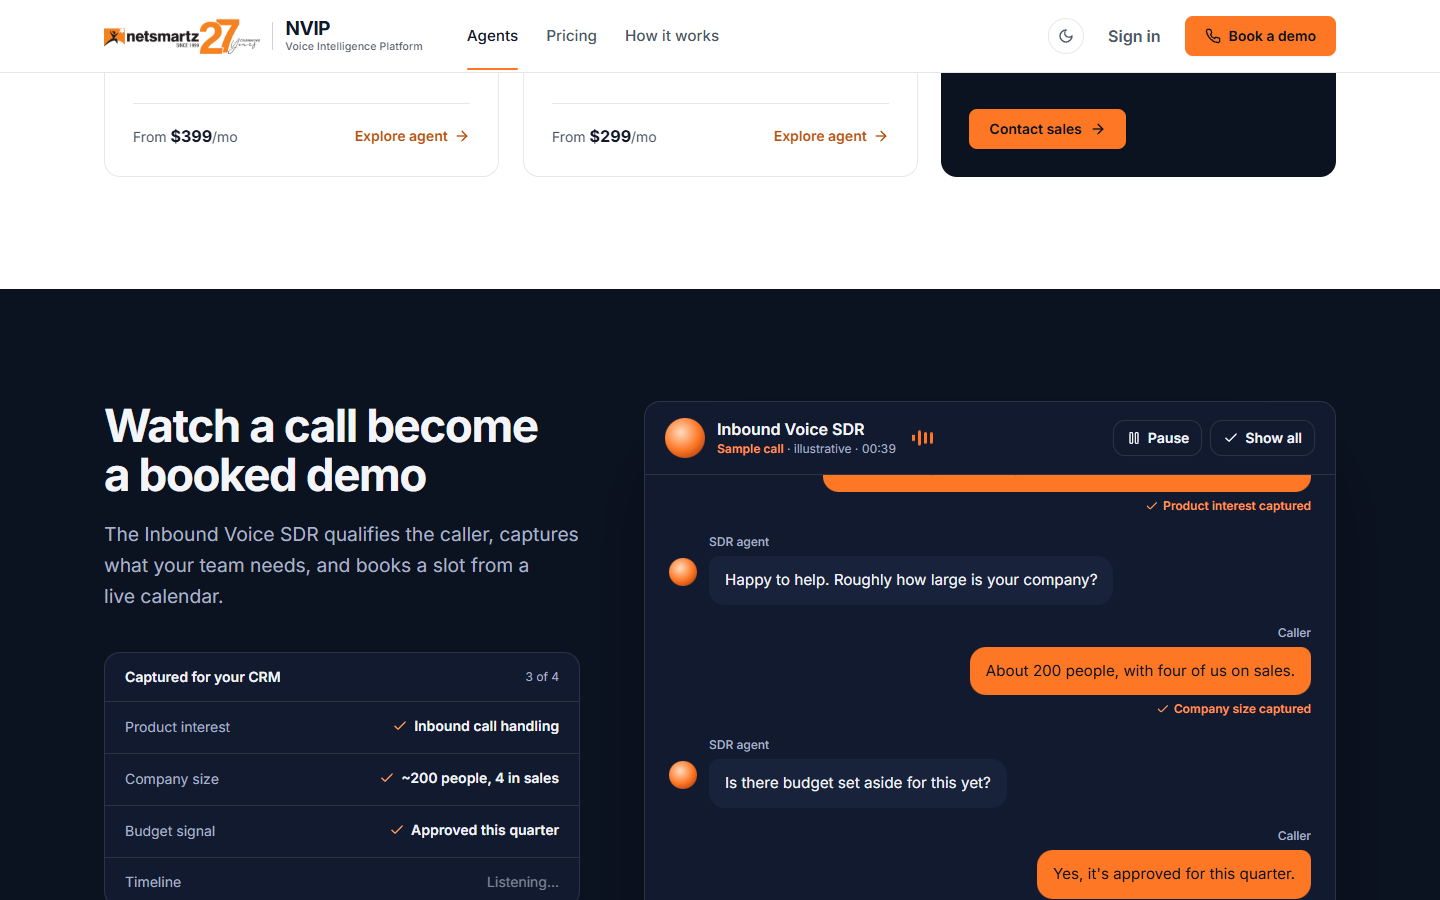 netsmartz 27
SINCE 1999
NVIP
Voice Intelligence Platform
Agents
Pricing
How it works
Sign in
Book a demo
From $399/mo
Explore agent
From $299/mo
Explore agent
Contact sales
Watch a call become
a booked demo
The Inbound Voice SDR qualifies the caller, captures
what your team needs, and books a slot from a
live calendar.
Captured for your CRM
3 of 4
Product interest
Inbound call handling
Company size
~200 people, 4 in sales
Budget signal
Approved this quarter
Timeline
Listening...
Inbound Voice SDR
Sample call · illustrative · 00:39
Pause
Show all
Product interest captured
SDR agent
Happy to help. Roughly how large is your company?
Caller
About 200 people, with four of us on sales.
Company size captured
SDR agent
Is there budget set aside for this yet?
Caller
Yes, it's approved for this quarter.